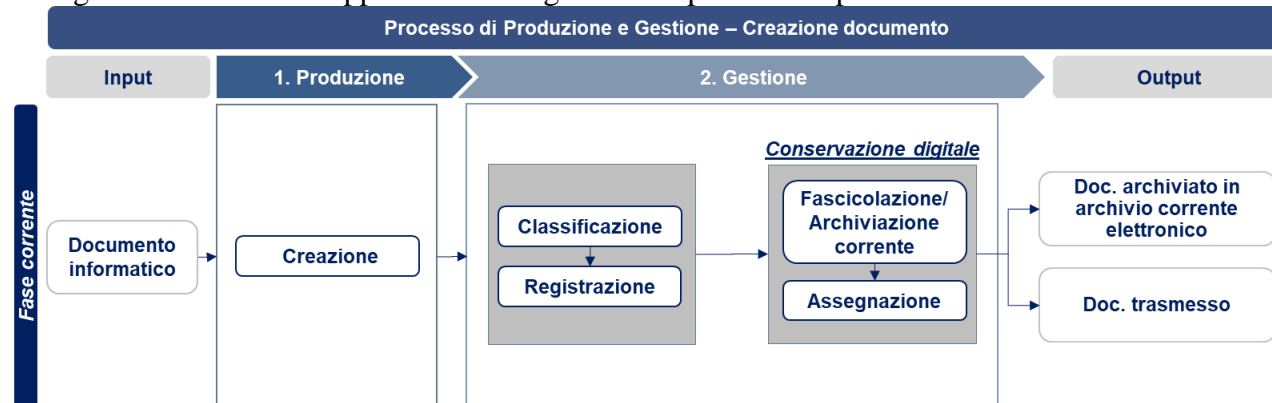 Processo di Produzione e Gestione – Creazione documento
Input
1. Produzione
2. Gestione
Output
Fase corrente
Documento
informatico
Creazione
Classificazione
Registrazione
Conservazione digitale
Fascicolazione/
Archiviazione
corrente
Assegnazione
Doc. archiviato in
archivio corrente
elettronico
Doc. trasmesso